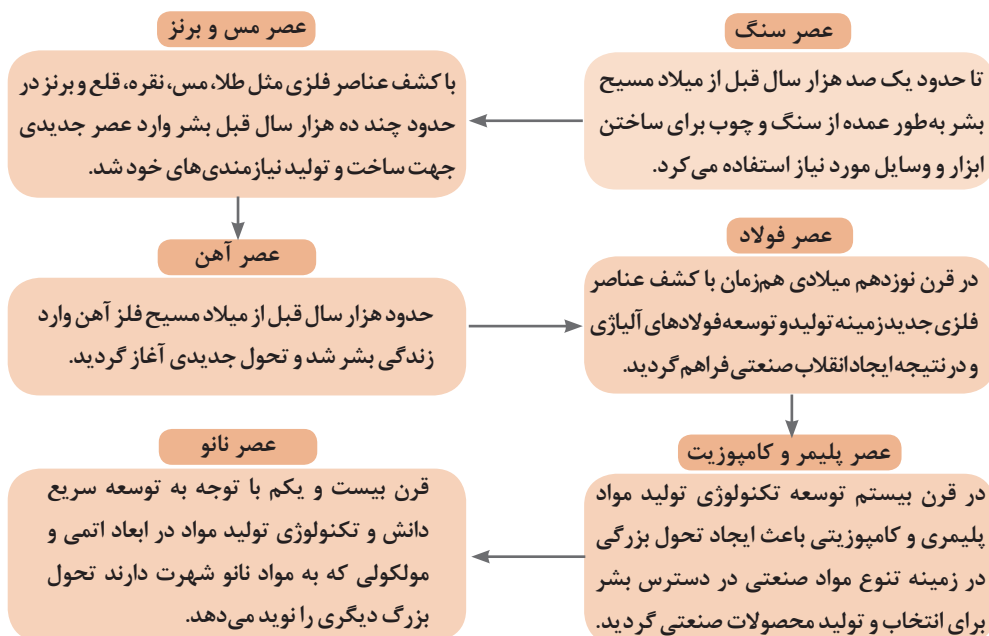 عصر سنگ
تا حدود یک صد هزار سال قبل از میلاد مسیح
بشر به‌طور عمده از سنگ و چوب برای ساختن
ابزار و وسایل مورد نیاز استفاده می‌کرد.
عصر مس و برنز
با کشف عناصر فلزی مثل طلا، مس، نقره، قلع و برنز در
حدود چند ده هزار سال قبل بشر وارد عصر جدیدی
جهت ساخت و تولید نیازمندی‌های خود شد.
عصر آهن
حدود هزار سال قبل از میلاد مسیح فلز آهن وارد
زندگی بشر شد و تحول جدیدی آغاز گردید.
عصر فولاد
در قرن نوزدهم میلادی هم‌زمان با کشف عناصر
فلزی جدید زمینه تولید و توسعه فولادهای آلیاژی
و در نتیجه ایجاد انقلاب صنعتی فراهم گردید.
عصر پلیمر و کامپوزیت
در قرن بیستم توسعه تکنولوژی تولید مواد
پلیمری و کامپوزیتی باعث ایجاد تحول بزرگی
در زمینه تنوع مواد صنعتی در دسترس بشر
برای انتخاب و تولید محصولات صنعتی گردید.
عصر نانو
قرن بیست و یکم با توجه به توسعه سریع
دانش و تکنولوژی تولید مواد در ابعاد اتمی و
مولکولی که به مواد نانو شهرت دارند تحول
بزرگ دیگری را نوید می‌دهد.